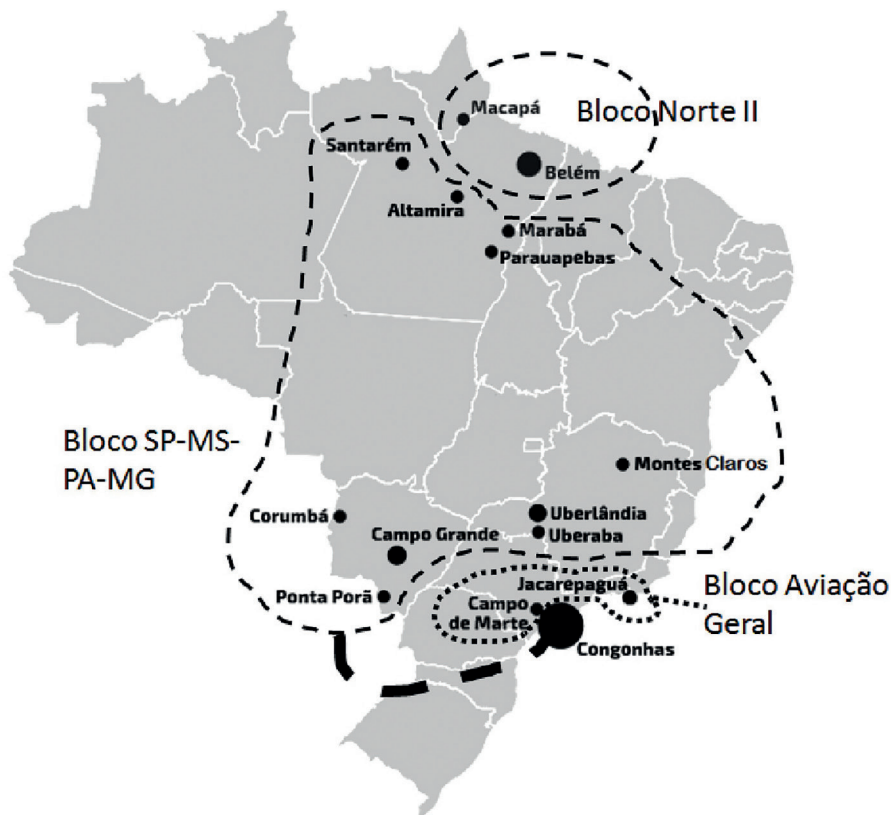 Macapá
Bloco Norte II
Santarém
Belém
Altamira
Marabá
Parauapebas
Bloco SP-MS-
PA-MG
Montes Claros
Corumbá
Uberlândia
Campo Grande
Uberaba
Jacarepaguá
Bloco Aviação
Geral
Ponta Porã
Campo
de Marte
Congonhas